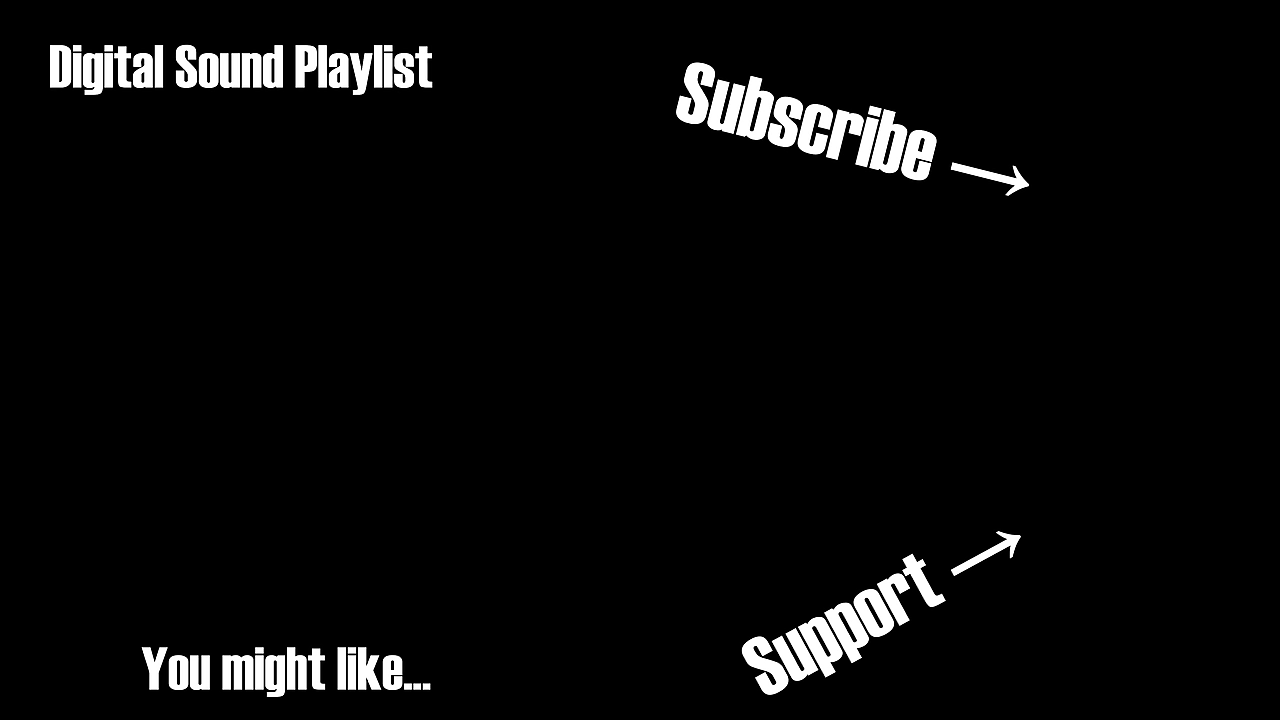 Digital Sound Playlist
Subscribe →
Support →
You might like...